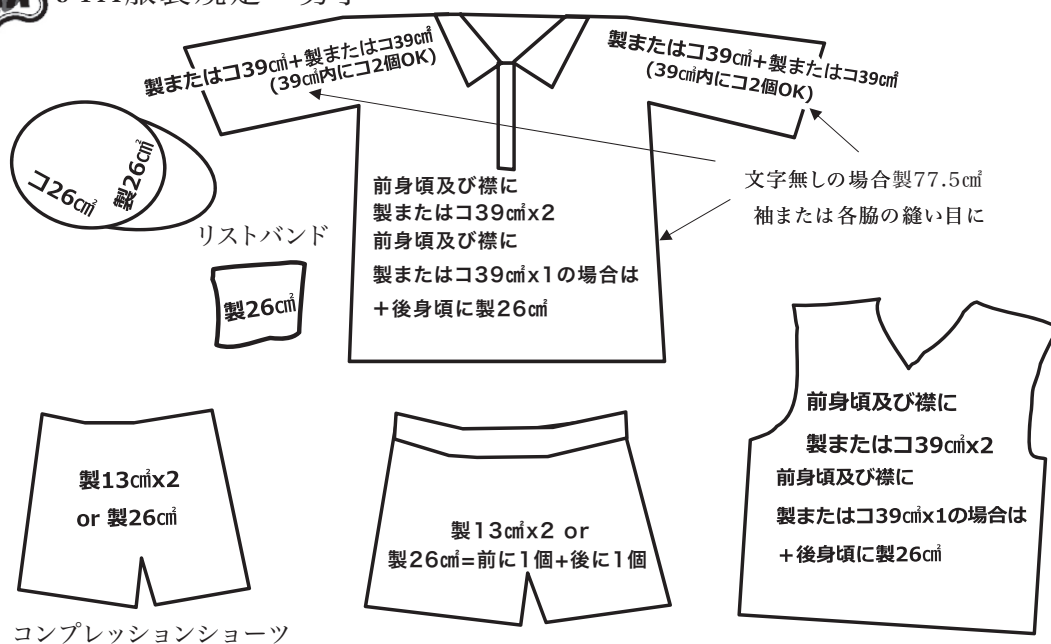 製またはコ39c㎡+製またはコ39c㎡
(39c㎡内にコ2個OK)
製またはコ39c㎡+製またはコ39c㎡
(39c㎡内にコ2個OK)
コ26c㎡
製26c㎡
前身頃及び襟に
製またはコ39c㎡x2
前身頃及び襟に
製またはコ39c㎡x1の場合は
+後身頃に製26c㎡
文字無しの場合製77.5c㎡
袖または各脇の縫い目に
リストバンド
製26c㎡
製13c㎡x2
or 製26c㎡
製13c㎡x2 or
製26c㎡=前に1個+後に1個
前身頃及び襟に
製またはコ39c㎡x2
前身頃及び襟に
製またはコ39c㎡x1の場合は
+後身頃に製26c㎡
コンプレッションショーツ